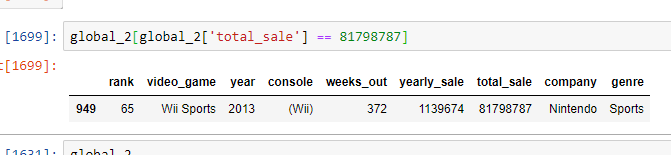 [1699]: global_2[global_2['total_sale'] == 81798787]
t[1699]:
rank video_game year console weeks_out yearly_sale total_sale company genre
949 65 Wii Sports 2013 (Wii) 372 1139674 81798787 Nintendo Sports
[1631]: global_2